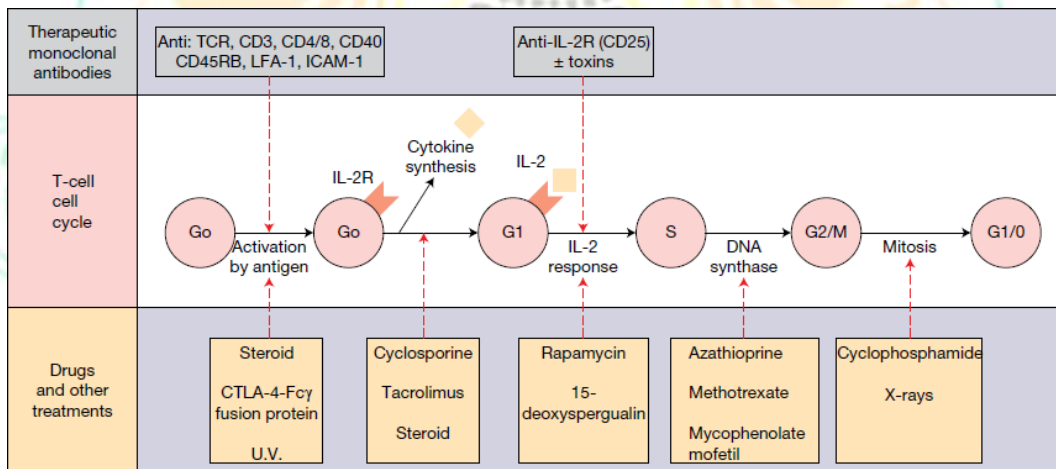 Therapeutic
monoclonal
antibodies
Anti: TCR, CD3, CD4/8, CD40
CD45RB, LFA-1, ICAM-1
Anti-IL-2R (CD25)
± toxins
T-cell
cell
cycle
Go
Activation
by antigen
IL-2R
Go
Cytokine
synthesis
IL-2
G1
IL-2
response
S
DNA
synthase
G2/M
Mitosis
G1/0
Drugs
and other
treatments
Steroid
CTLA-4-Fcγ
fusion protein
U.V.
Cyclosporine
Tacrolimus
Steroid
Rapamycin
15-
deoxyspergualin
Azathioprine
Methotrexate
Mycophenolate
mofetil
Cyclophosphamide
X-rays